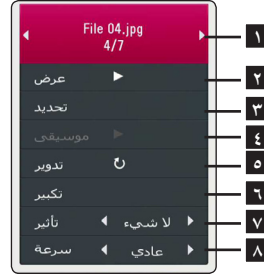 File 04.jpg ١
4/7
عرض ٢
تحديد ٣
موسيقى ٤
تدوير ٥
تكبير ٦
تأثير لا شيء ٧
سرعة عادي ٨